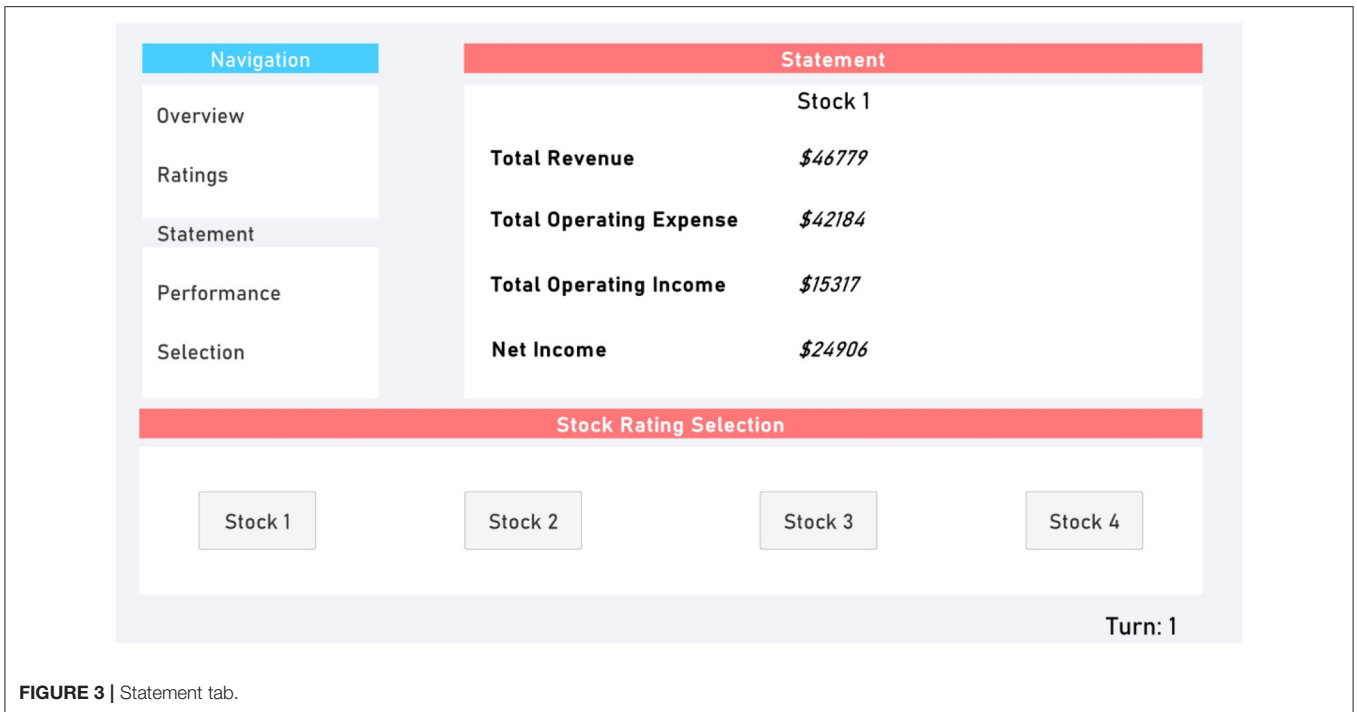 Navigation
Overview
Ratings
Statement
Performance
Selection
Statement
Stock 1
Total Revenue $46779
Total Operating Expense $42184
Total Operating Income $15317
Net Income $24906
Stock Rating Selection
Stock 1 Stock 2 Stock 3 Stock 4
Turn: 1
FIGURE 3 | Statement tab.